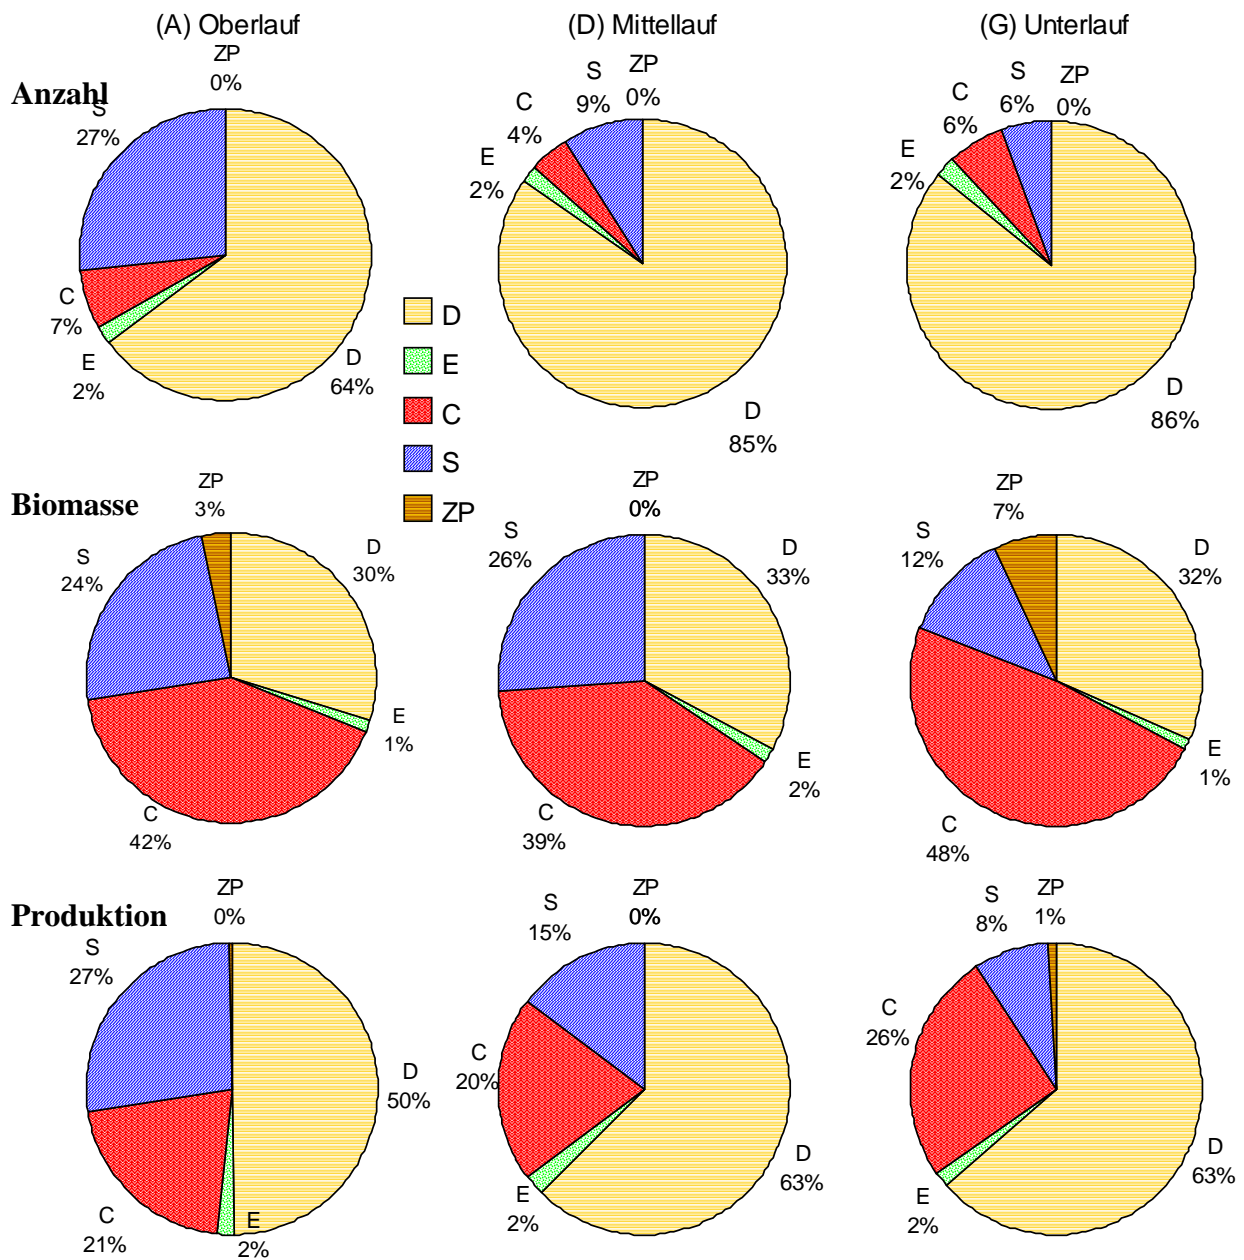 (A) Oberlauf
(D) Mittellauf
(G) Unterlauf
Anzahl
ZP
0%
S
27%
C
7%
E
2%
D
64%
ZP
0%
S
9%
C
4%
E
2%
D
85%
ZP
0%
S
6%
C
6%
E
2%
D
86%
D
E
C
S
ZP
Biomasse
ZP
3%
S
24%
D
30%
E
1%
C
42%
ZP
0%
S
26%
D
33%
E
2%
C
39%
ZP
7%
S
12%
D
32%
E
1%
C
48%
Produktion
ZP
0%
S
27%
D
50%
C
21%
E
2%
ZP
0%
S
15%
C
20%
D
63%
E
2%
ZP
1%
S
8%
C
26%
D
63%
E
2%